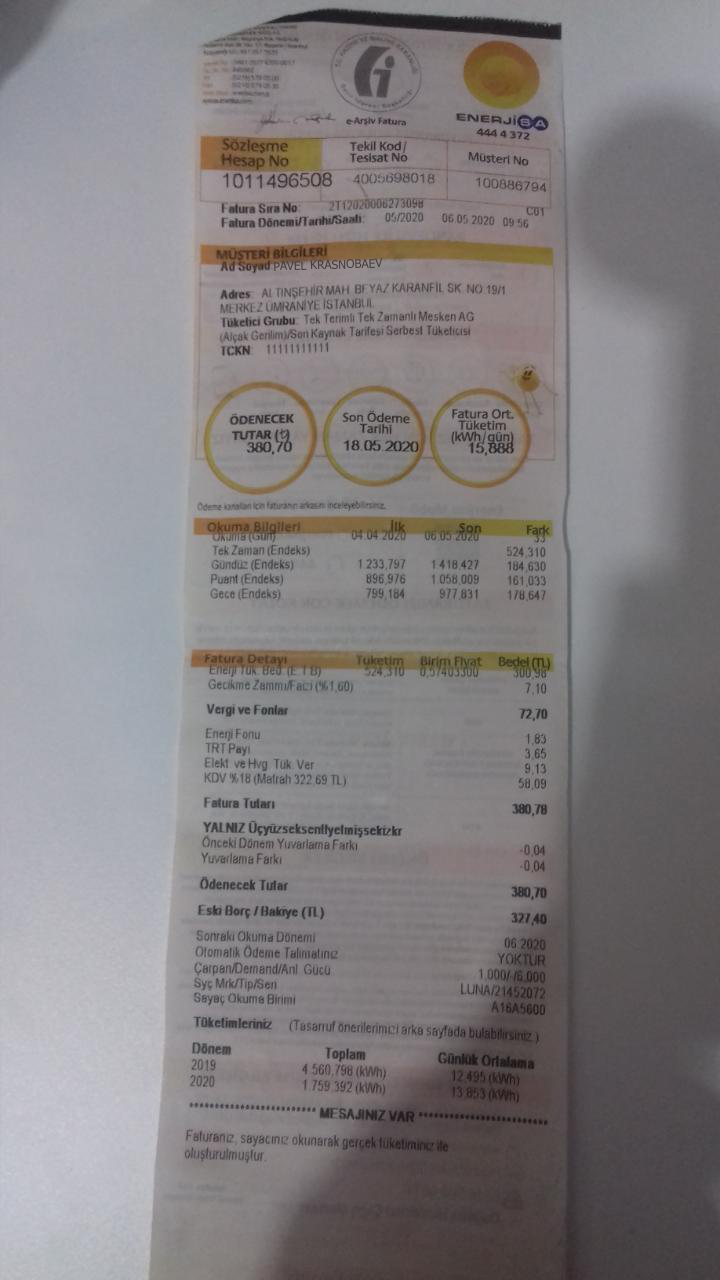 e-Arşiv Fatura
ENERJİSA
444 4 372
Sözleşme Hesap No
Tekil Kod/ Tesisat No
Müşteri No
1011496508 4005698018 100886794
Fatura Sıra No: 2T12020006273098 C01
Fatura Dönemi/Tarihi/Saati: 05/2020 06.05.2020 09:56
MÜŞTERİ BİLGİLERİ
Ad Soyad PAVEL KRASNOBAEV
Adres: ALTINŞEHİR MAH. BEYAZ KARANFİL SK. NO 19/1
MERKEZ ÜMRANİYE İSTANBUL
Tüketici Grubu: Tek Terimli Tek Zamanlı Mesken AG
(Alçak Gerilim)/Son Kaynak Tarifesi Serbest Tüketicisi
TCKN: 11111111111
ÖDENECEK
TUTAR (₺)
380,70
Son Ödeme
Tarihi
18.05.2020
Fatura Ort.
Tüketim
(kWh/gün)
15,888
Ödeme kanalları için faturanın arkasını inceleyebilirsiniz.
Okuma Bilgileri İlk Son Fark
Okuma (Gün) 04.04.2020 06.05.2020 33
Tek Zaman (Endeks) 524,310
Gündüz (Endeks) 1.233,797 1.418,427 184,630
Puant (Endeks) 896,976 1.058,009 161,033
Gece (Endeks) 799,184 977,831 178,647
Fatura Detayı Tüketim Birim Fiyat Bedel (TL)
Enerji Tük. Bed. (E.T.B) 524,310 0,57403300 300,98
Gecikme Zammı/Faizi (%1,60) 7,10
Vergi ve Fonlar 72,70
Enerji Fonu 1,83
TRT Payı 3,65
Elekt. ve Hvg. Tük. Ver 9,13
KDV %18 (Matrah 322.69 TL) 58,09
Fatura Tutarı 380,78
YALNIZ Üçyüzseksentlyetmişsekizkr
Önceki Dönem Yuvarlama Farkı -0,04
Yuvarlama Farkı -0,04
Ödenecek Tutar 380,70
Eski Borç / Bakiye (TL) 327,40
Sonraki Okuma Dönemi 06.2020
Otomatik Ödeme Talimatınız YOKTUR
Çarpan/Demand/Anl. Gücü 1.000/-/6,000
Syç Mrk/Tip/Seri LUNA/21452072
Sayaç Okuma Birimi A16A5600
Tüketimleriniz (Tasarruf önerilerimizi arka sayfada bulabilirsiniz.)
Dönem Toplam Günlük Ortalama
2019 4.560,798 (kWh) 12,495 (kWh)
2020 1.759,392 (kWh) 13,853 (kWh)
MESAJINIZ VAR
Faturanız, sayacınız okunarak gerçek tüketiminiz ile
oluşturulmuştur.